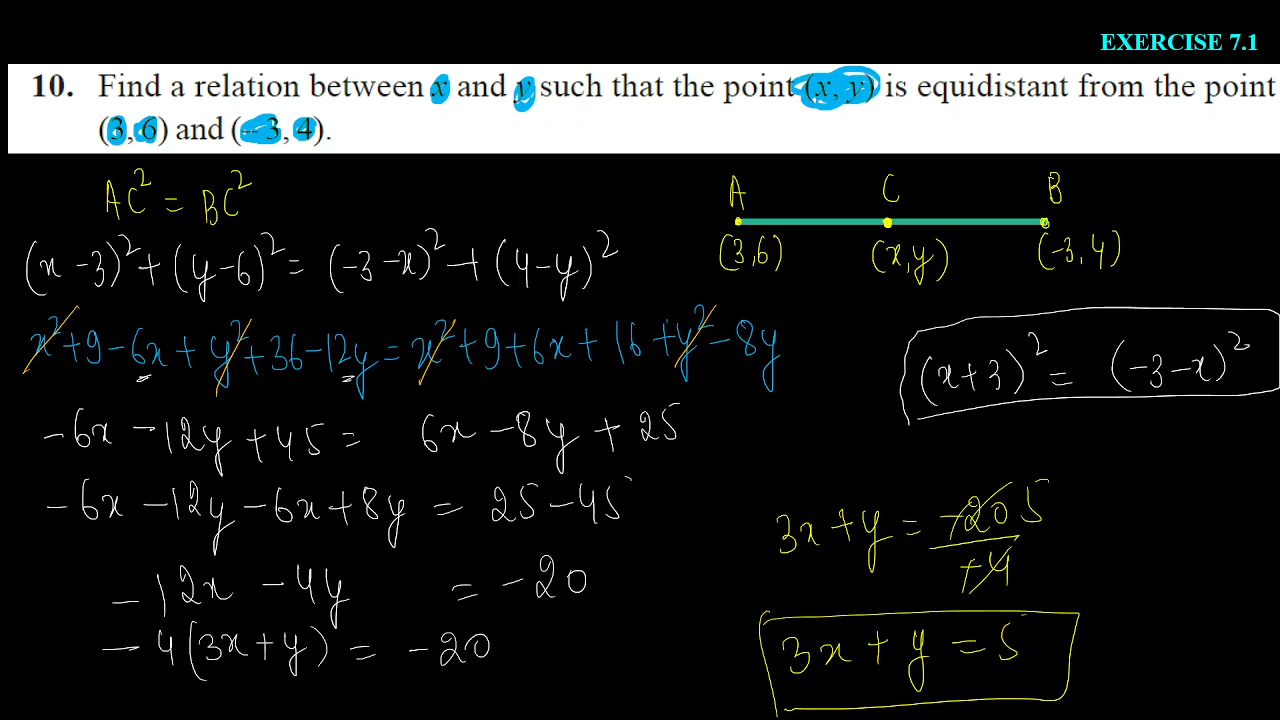 EXERCISE 7.1
10. Find a relation between x and y such that the point (x, y) is equidistant from the point
(3, 6) and (– 3, 4).
AC² = BC²
A C B
(3,6) (x,y) (-3,4)
(x-3)² + (y-6)² = (-3-x)² + (4-y)²
x² + 9 - 6x + y² + 36 - 12y = x² + 9 + 6x + 16 + y² - 8y
(x+3)² = (-3-x)²
-6x - 12y + 45 = 6x - 8y + 25
-6x - 12y - 6x + 8y = 25 - 45
3x + y = -20 5
-4
-12x - 4y = -20
-4(3x + y) = -20
3x + y = 5